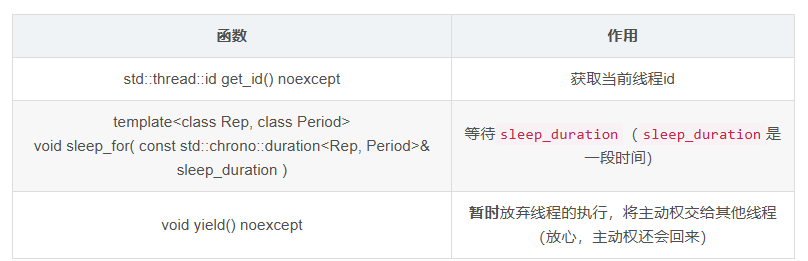 函数
作用
std::thread::id get_id() noexcept
获取当前线程id
template<class Rep, class Period>
void sleep_for( const std::chrono::duration<Rep, Period>&
sleep_duration )
等待 sleep_duration （ sleep_duration 是
一段时间)
void yield() noexcept
暂时放弃线程的执行，将主动权交给其他线程
(放心，主动权还会回来)